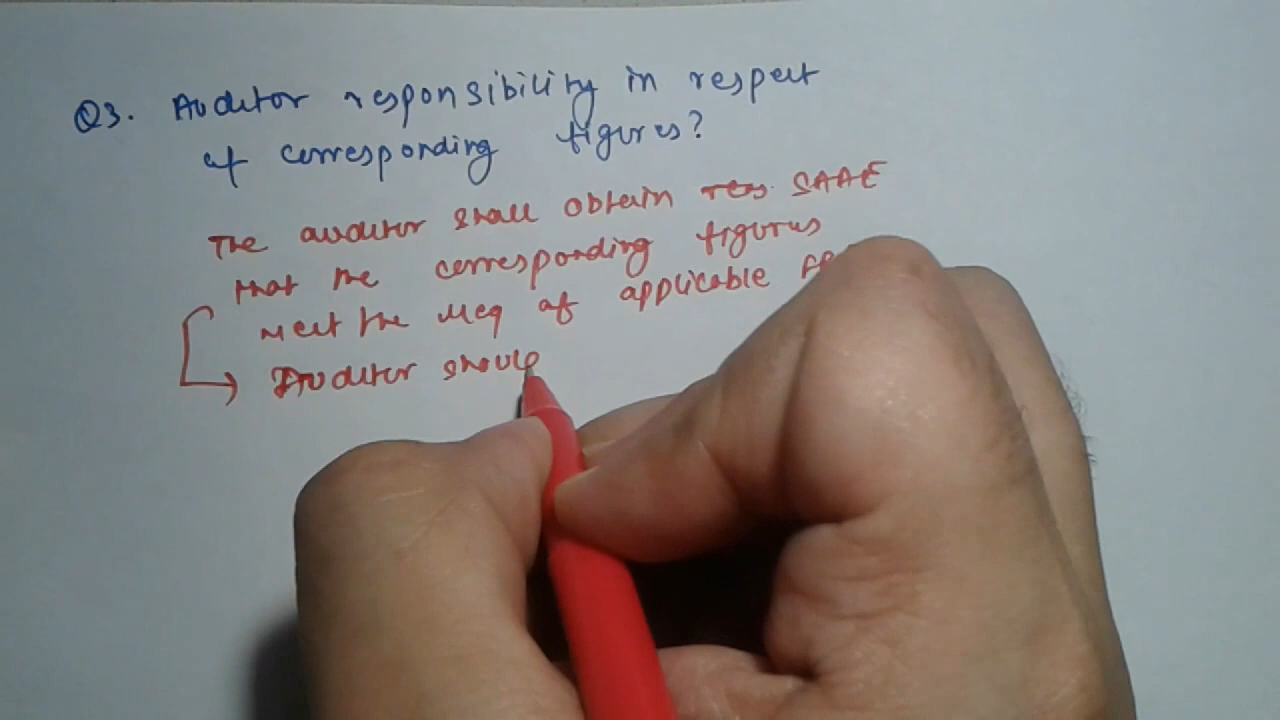 Q3. Auditor responsibility in respect
of corresponding figures?
The auditor shall obtain SAAE
that the corresponding figures
meet the req of applicable
Auditor should